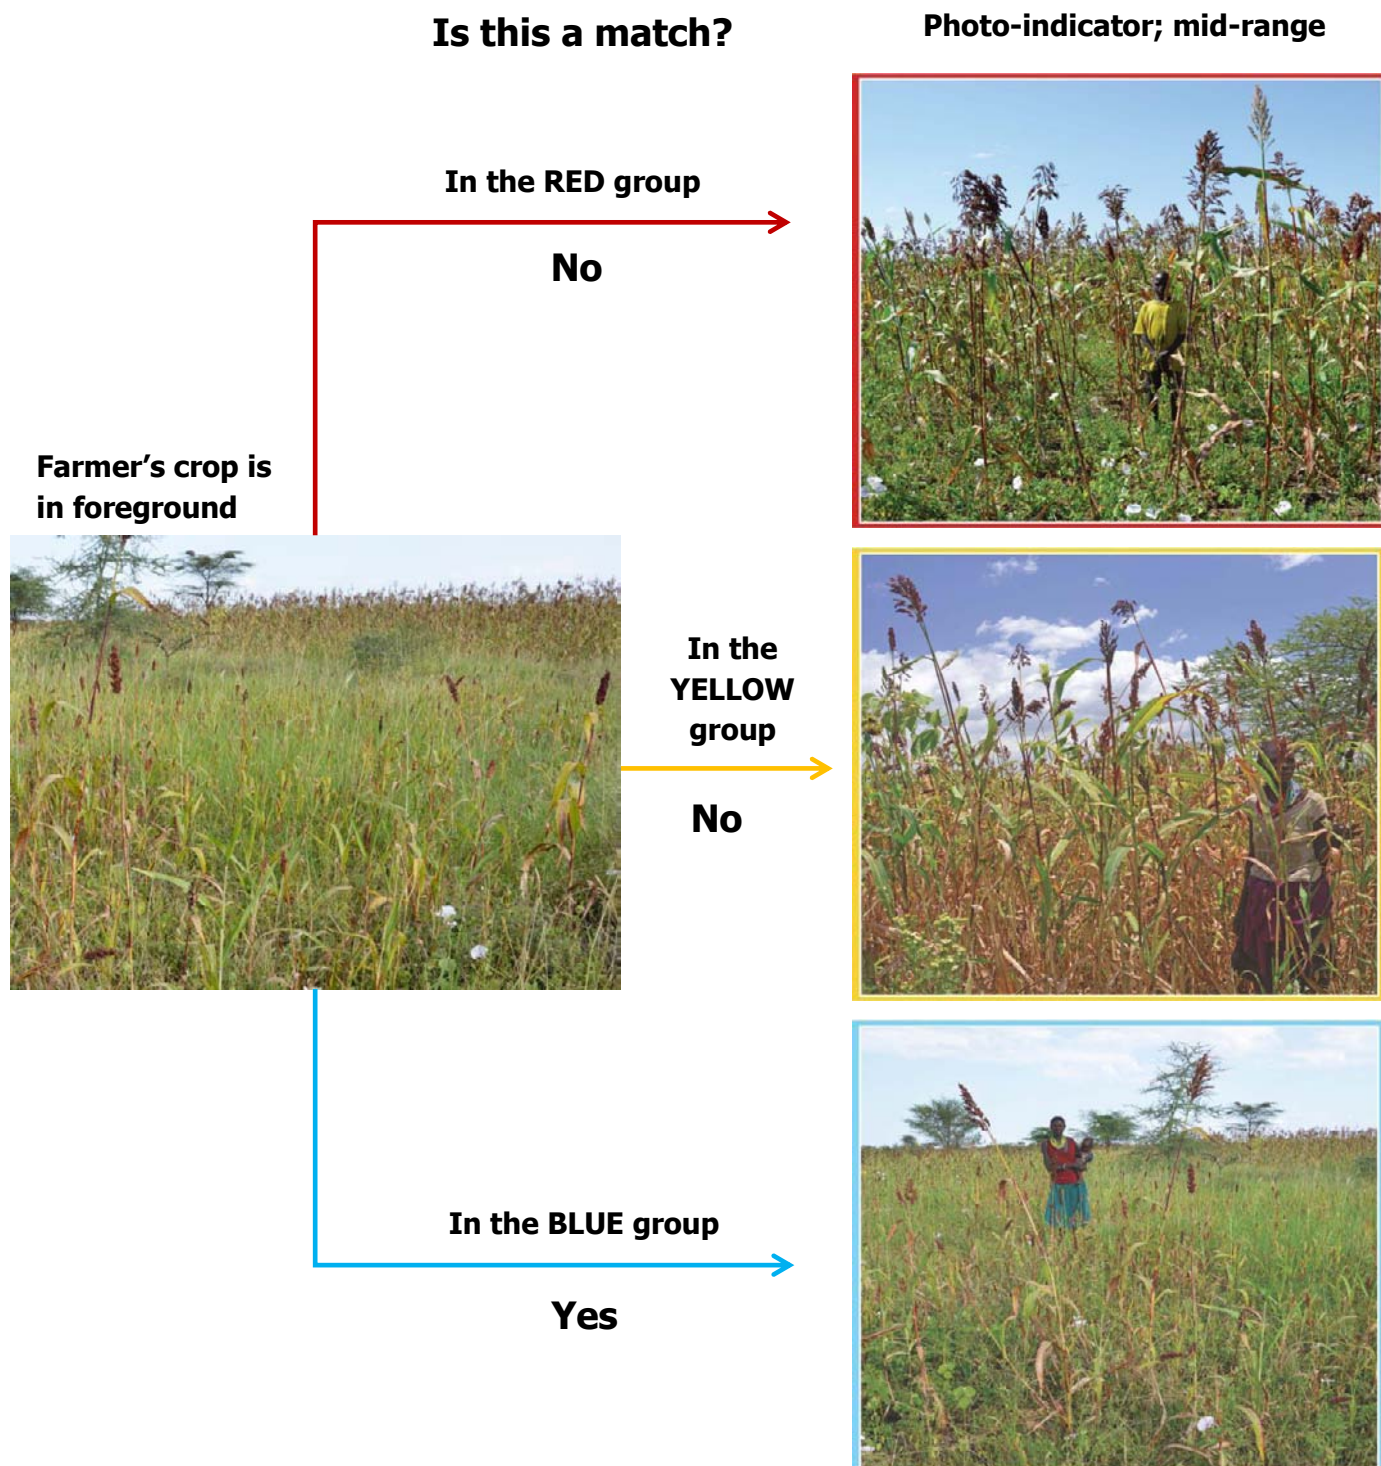 Is this a match?
Photo-indicator; mid-range
In the RED group
No
Farmer’s crop is
in foreground
In the
YELLOW
group
No
In the BLUE group
Yes